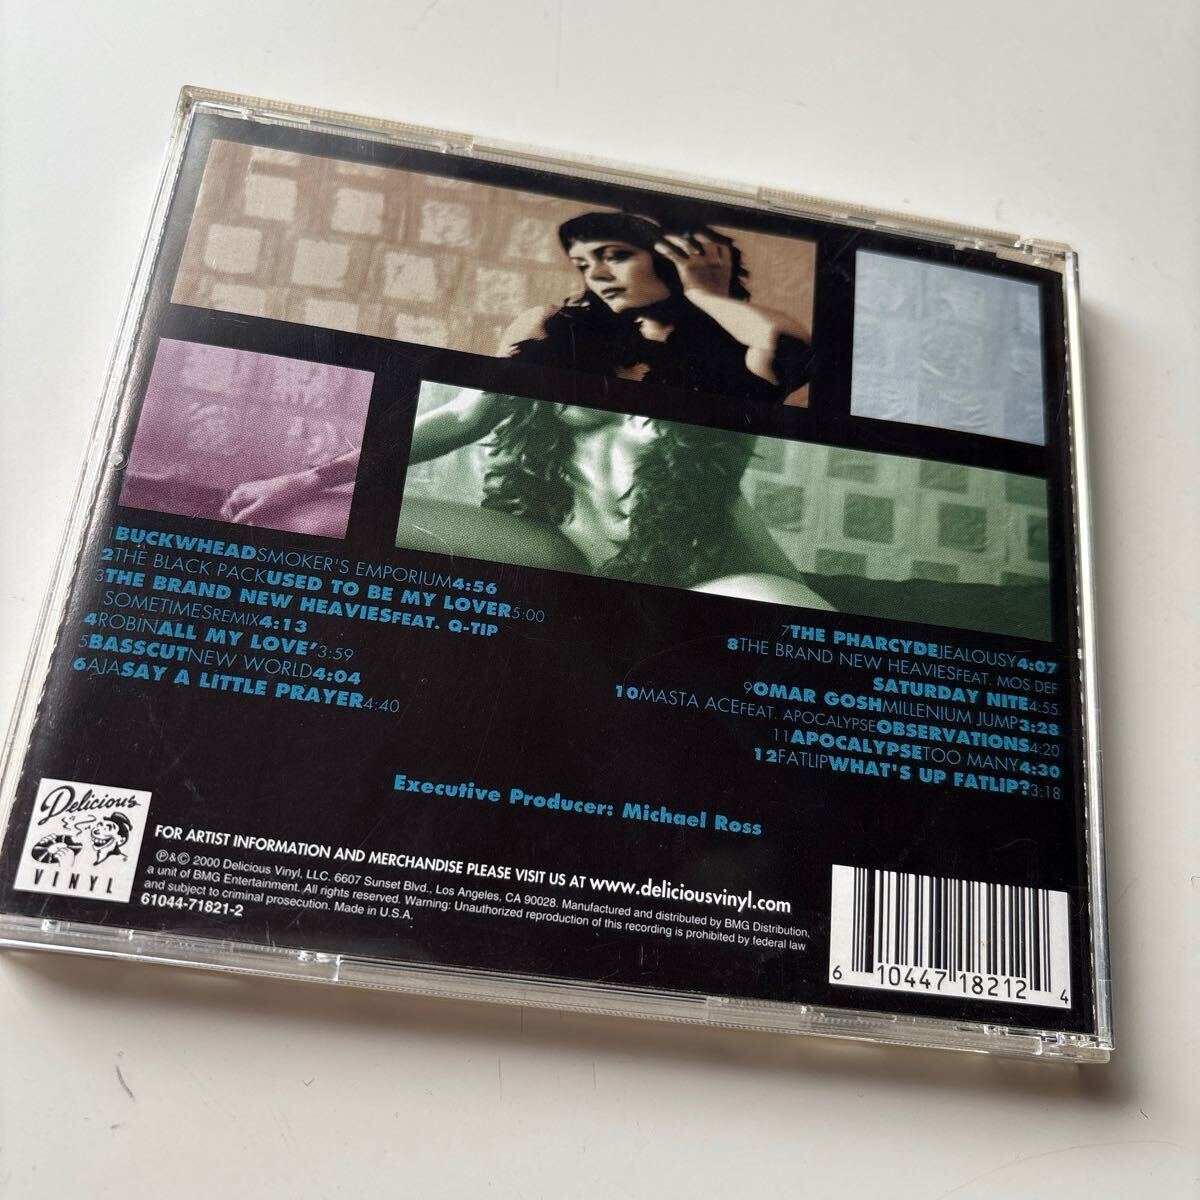 1BUCKWHEADSMOKER'S EMPORIUM4:56
2THE BLACK PACKUSED TO BE MY LOVER5:00
3THE BRAND NEW HEAVIESFEAT. Q-TIP
SOMETIMESREMIX4:13
4ROBINALL MY LOVE'3:59
5BASSCUTNEW WORLD4:04
6AJASAY A LITTLE PRAYER4:40
7THE PHARCYDEJEALOUSY4:07
8THE BRAND NEW HEAVIESFEAT. MOS DEF
SATURDAY NITE4:55
9OMAR GOSHMILLENIUM JUMP3:28
10MASTA ACEFEAT. APOCALYPSEOBSERVATIONS4:20
11APOCALYPSETOO MANY4:30
12FATLIPWHAT'S UP FATLIP?3:18
Executive Producer: Michael Ross
Delicious
VINYL
FOR ARTIST INFORMATION AND MERCHANDISE PLEASE VISIT US AT www.deliciousvinyl.com
℗&© 2000 Delicious Vinyl, LLC. 6607 Sunset Blvd., Los Angeles, CA 90028. Manufactured and distributed by BMG Distribution,
a unit of BMG Entertainment. All rights reserved. Warning: Unauthorized reproduction of this recording is prohibited by federal law
and subject to criminal prosecution. Made in U.S.A.
61044-71821-2
6 10447 18212 4